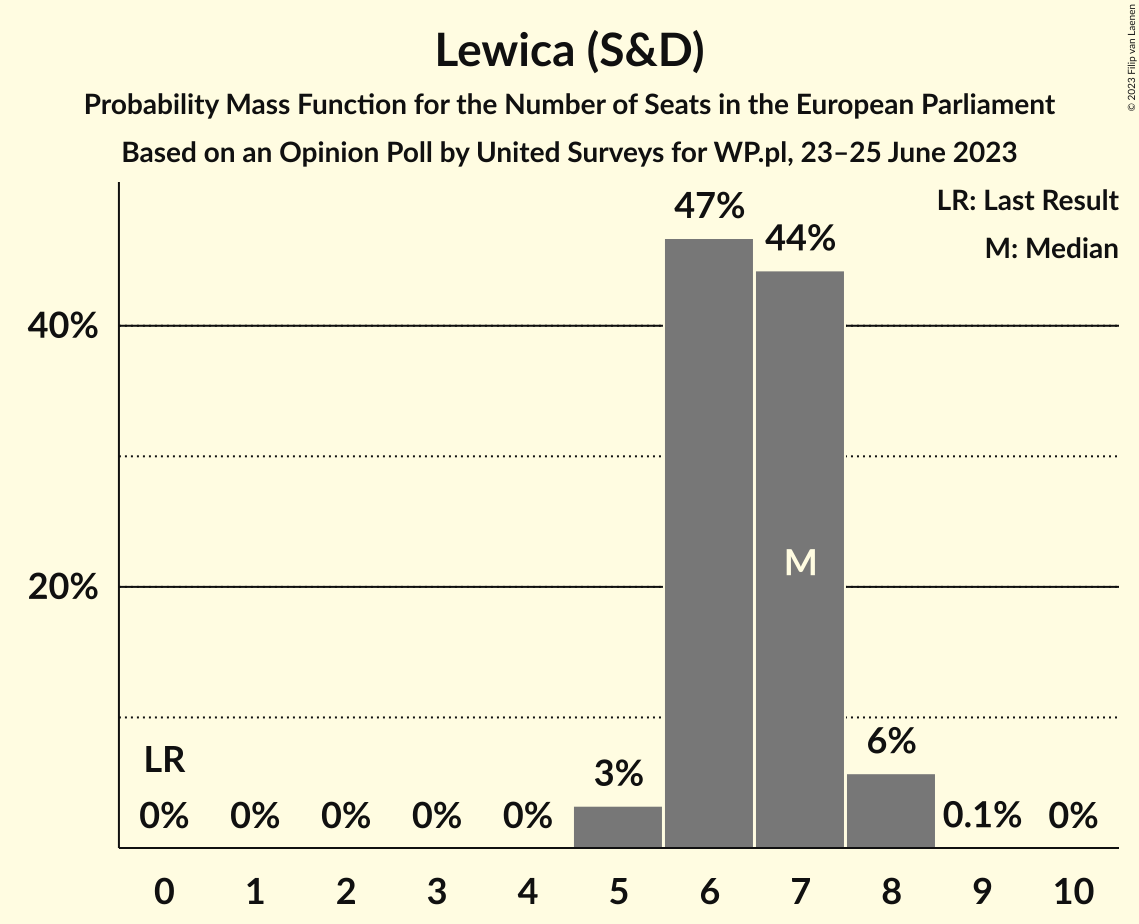 Lewica (S&D)
Probability Mass Function for the Number of Seats in the European Parliament
Based on an Opinion Poll by United Surveys for WP.pl, 23–25 June 2023
© 2023 Filip van Laenen
LR: Last Result
M: Median
47%
44%
40%
20%
M
LR
6%
3%
0% 0% 0% 0% 0% 0.1% 0%
0 1 2 3 4 5 6 7 8 9 10